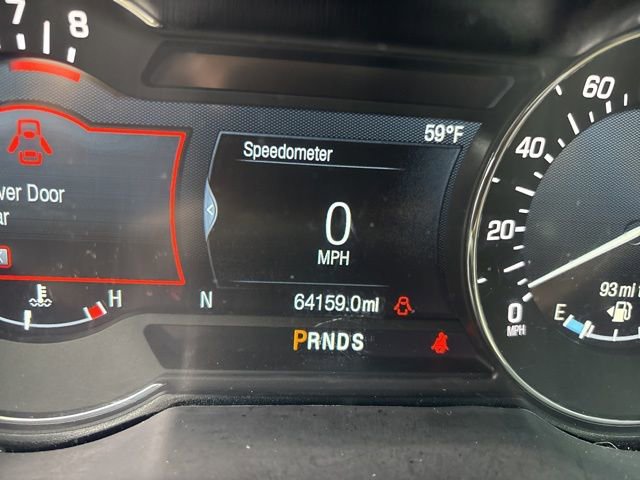 7
8
59°F
Speedometer
60
40
ver Door
ar
0
MPH
20
93 mi
H
N
64159.0mi
E
0
MPH
PRNDS